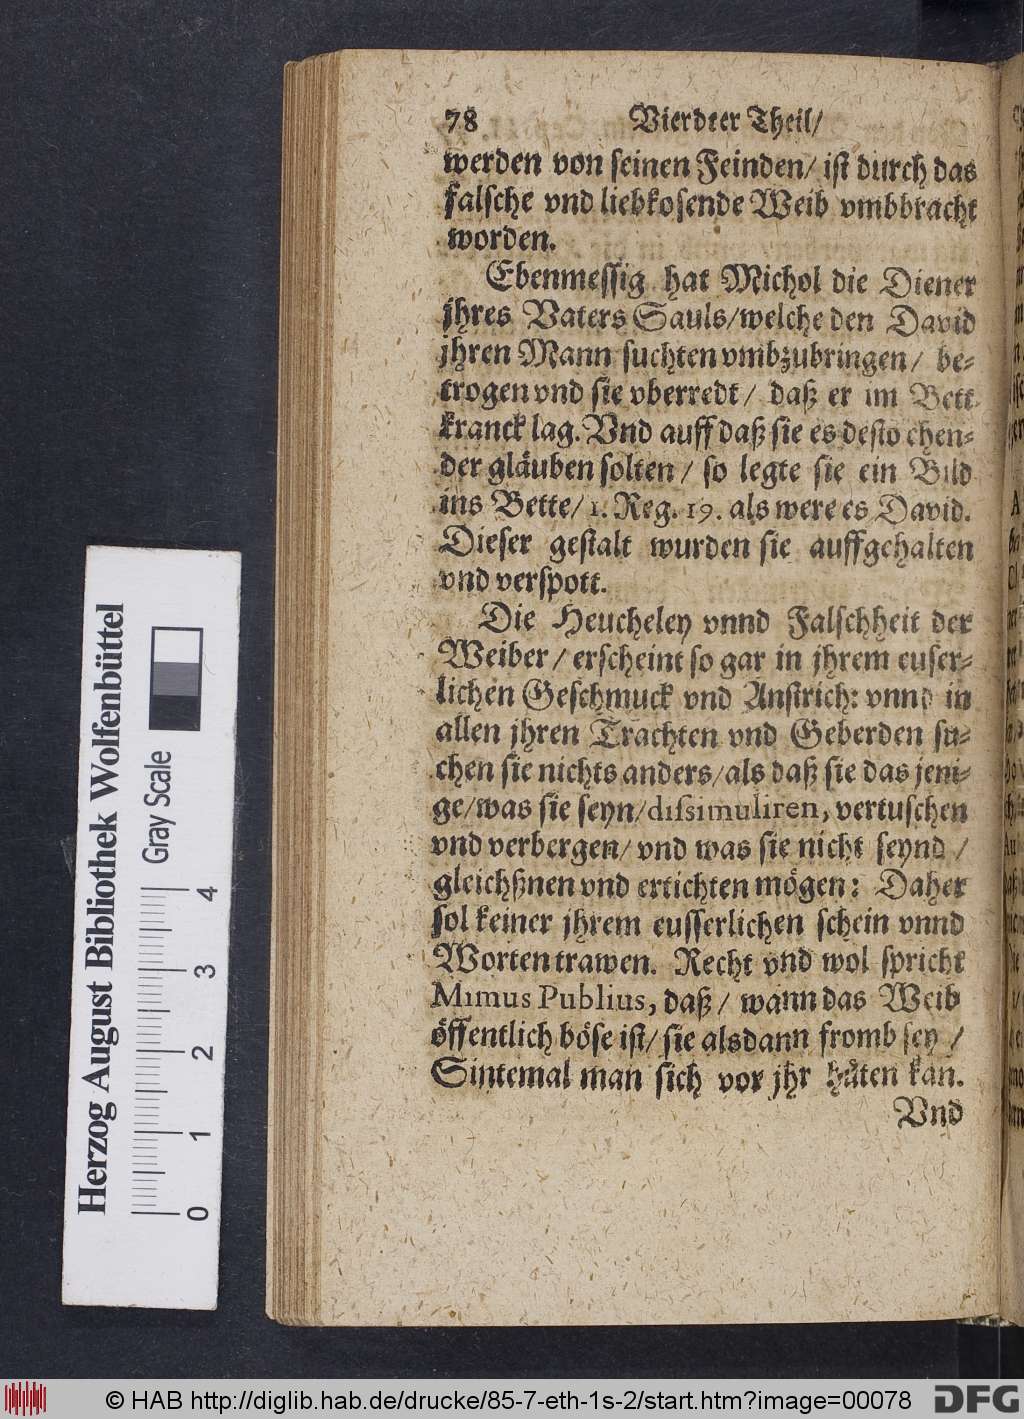 78 Vierdter Theil/
werden von seinen Feinden/ ist durch das
falsche vnd liebkosende Weib vmbbracht
worden.
Ebenmessig hat Michol die Diener
jhres Vaters Sauls/welche den David
jhren Mann suchten vmbzubringen/ be-
trogen vnd sie vberredt/ daß er im Bett
kranck lag. Vnd auff daß sie es desto ehen-
der gläuben solten/ so legte sie ein Bild
ins Bette/ 1. Reg. 19. als were es David.
Dieser gestalt wurden sie auffgehalten
vnd verspott.
Die Heucheley vnnd Falschheit der
Weiber/ erscheint so gar in jhrem euser-
lichen Geschmuck vnd Anstrich: vnnd in
allen jhren Trachten vnd Geberden su-
chen sie nichts anders/als daß sie das jeni-
ge/was sie seyn/dissimuliren, vertuschen
vnd verbergen/ vnd was sie nicht seynd /
gleichßnen vnd ertichten mögen: Daher
sol keiner jhrem eusserlichen schein vnnd
Worten trawen. Recht vnd wol spricht
Mimus Publius, daß/ wann das Weib
öffentlich böse ist/ sie alsdann fromb sey /
Sintemal man sich vor jhr hüten kan.
Vnd
Herzog August Bibliothek Wolfenbüttel
Gray Scale
0 1 2 3 4
© HAB http://diglib.hab.de/drucke/85-7-eth-1s-2/start.htm?image=00078
DFG